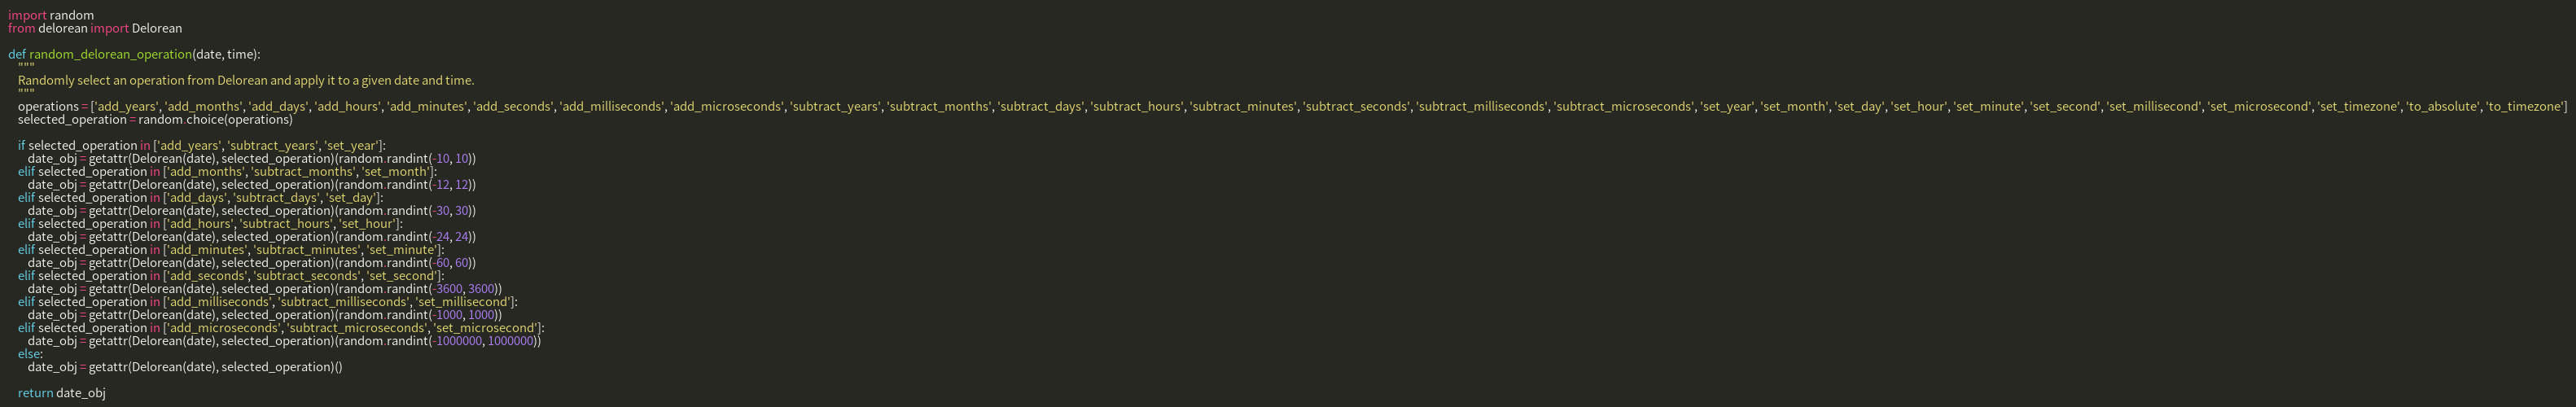 import random
from delorean import Delorean

def random_delorean_operation(date, time):
    """
    Randomly select an operation from Delorean and apply it to a given date and time.
    """
    operations = ['add_years', 'add_months', 'add_days', 'add_hours', 'add_minutes', 'add_seconds', 'add_milliseconds', 'add_microseconds', 'subtract_years', 'subtract_months', 'subtract_days', 'subtract_hours', 'subtract_minutes', 'subtract_seconds', 'subtract_milliseconds', 'subtract_microseconds', 'set_year', 'set_month', 'set_day', 'set_hour', 'set_minute', 'set_second', 'set_millisecond', 'set_microsecond', 'set_timezone', 'to_absolute', 'to_timezone']
    selected_operation = random.choice(operations)

    if selected_operation in ['add_years', 'subtract_years', 'set_year']:
        date_obj = getattr(Delorean(date), selected_operation)(random.randint(-10, 10))
    elif selected_operation in ['add_months', 'subtract_months', 'set_month']:
        date_obj = getattr(Delorean(date), selected_operation)(random.randint(-12, 12))
    elif selected_operation in ['add_days', 'subtract_days', 'set_day']:
        date_obj = getattr(Delorean(date), selected_operation)(random.randint(-30, 30))
    elif selected_operation in ['add_hours', 'subtract_hours', 'set_hour']:
        date_obj = getattr(Delorean(date), selected_operation)(random.randint(-24, 24))
    elif selected_operation in ['add_minutes', 'subtract_minutes', 'set_minute']:
        date_obj = getattr(Delorean(date), selected_operation)(random.randint(-60, 60))
    elif selected_operation in ['add_seconds', 'subtract_seconds', 'set_second']:
        date_obj = getattr(Delorean(date), selected_operation)(random.randint(-3600, 3600))
    elif selected_operation in ['add_milliseconds', 'subtract_milliseconds', 'set_millisecond']:
        date_obj = getattr(Delorean(date), selected_operation)(random.randint(-1000, 1000))
    elif selected_operation in ['add_microseconds', 'subtract_microseconds', 'set_microsecond']:
        date_obj = getattr(Delorean(date), selected_operation)(random.randint(-1000000, 1000000))
    else:
        date_obj = getattr(Delorean(date), selected_operation)()

    return date_obj